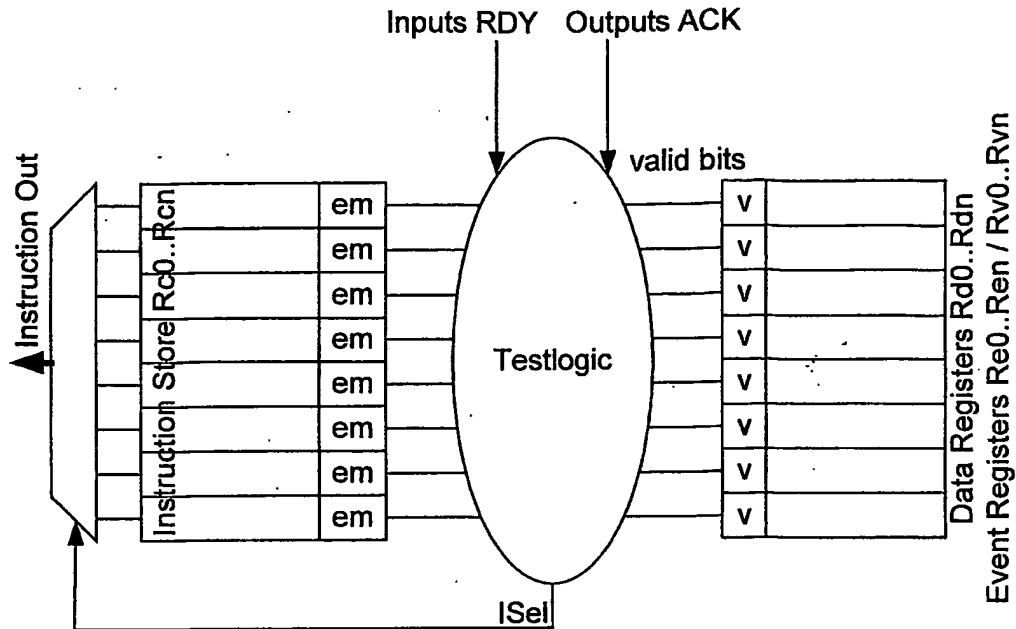 Inputs RDY
Outputs ACK
valid bits
Instruction Out
Instruction Store Rc0..Rcn
em
em
em
em
em
em
em
em
Testlogic
v
v
v
v
v
v
v
v
Data Registers Rd0..Rdn
Event Registers Re0..Ren / Rv0..Rvn
ISel